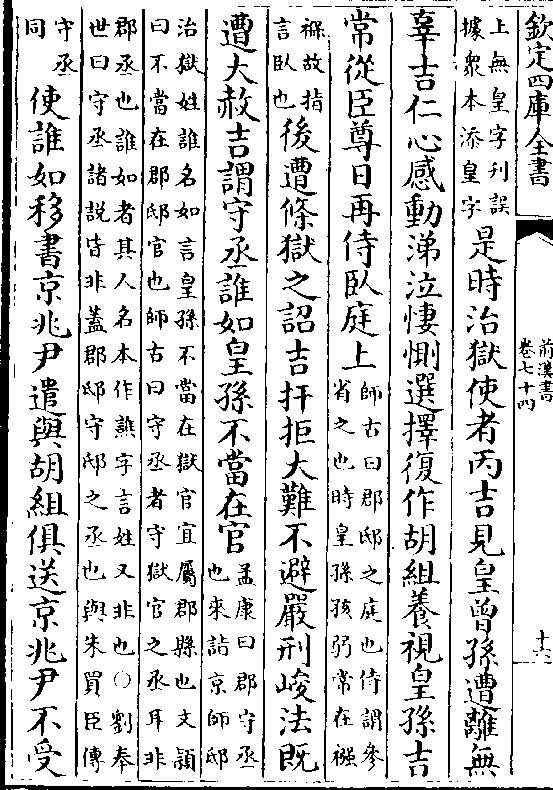 欽定四庫全書
前漢書
卷七十四
十六
上無皇字刋誤
據衆本添皇字
是時治獄使者丙吉見皇曾孫遭離無
辜吉仁心感動涕泣悽惻選擇復作胡組養視皇孫吉
常從臣尊日再侍臥庭上
師古曰郡邸之庭也侍謂參
省之也時皇孫孩弱常在襁
褓故指
言臥也
後遭條獄之詔吉扞拒大難不避嚴刑峻法既
遭大赦吉謂守丞誰如皇孫不當在官
孟康曰郡守丞
也來詣京師邸
治獄姓誰名如言皇孫不當在獄官宜屬郡縣也文頴
曰不當在郡邸官也師古曰守丞者守獄官之丞耳非
郡丞也誰如者其人名本作譙字言姓又非也〇劉奉
世曰守丞諸説皆非蓋郡邸守邸之丞也與朱買臣傳
守丞
同
使誰如移書京兆尹遣與胡組俱送京兆尹不受